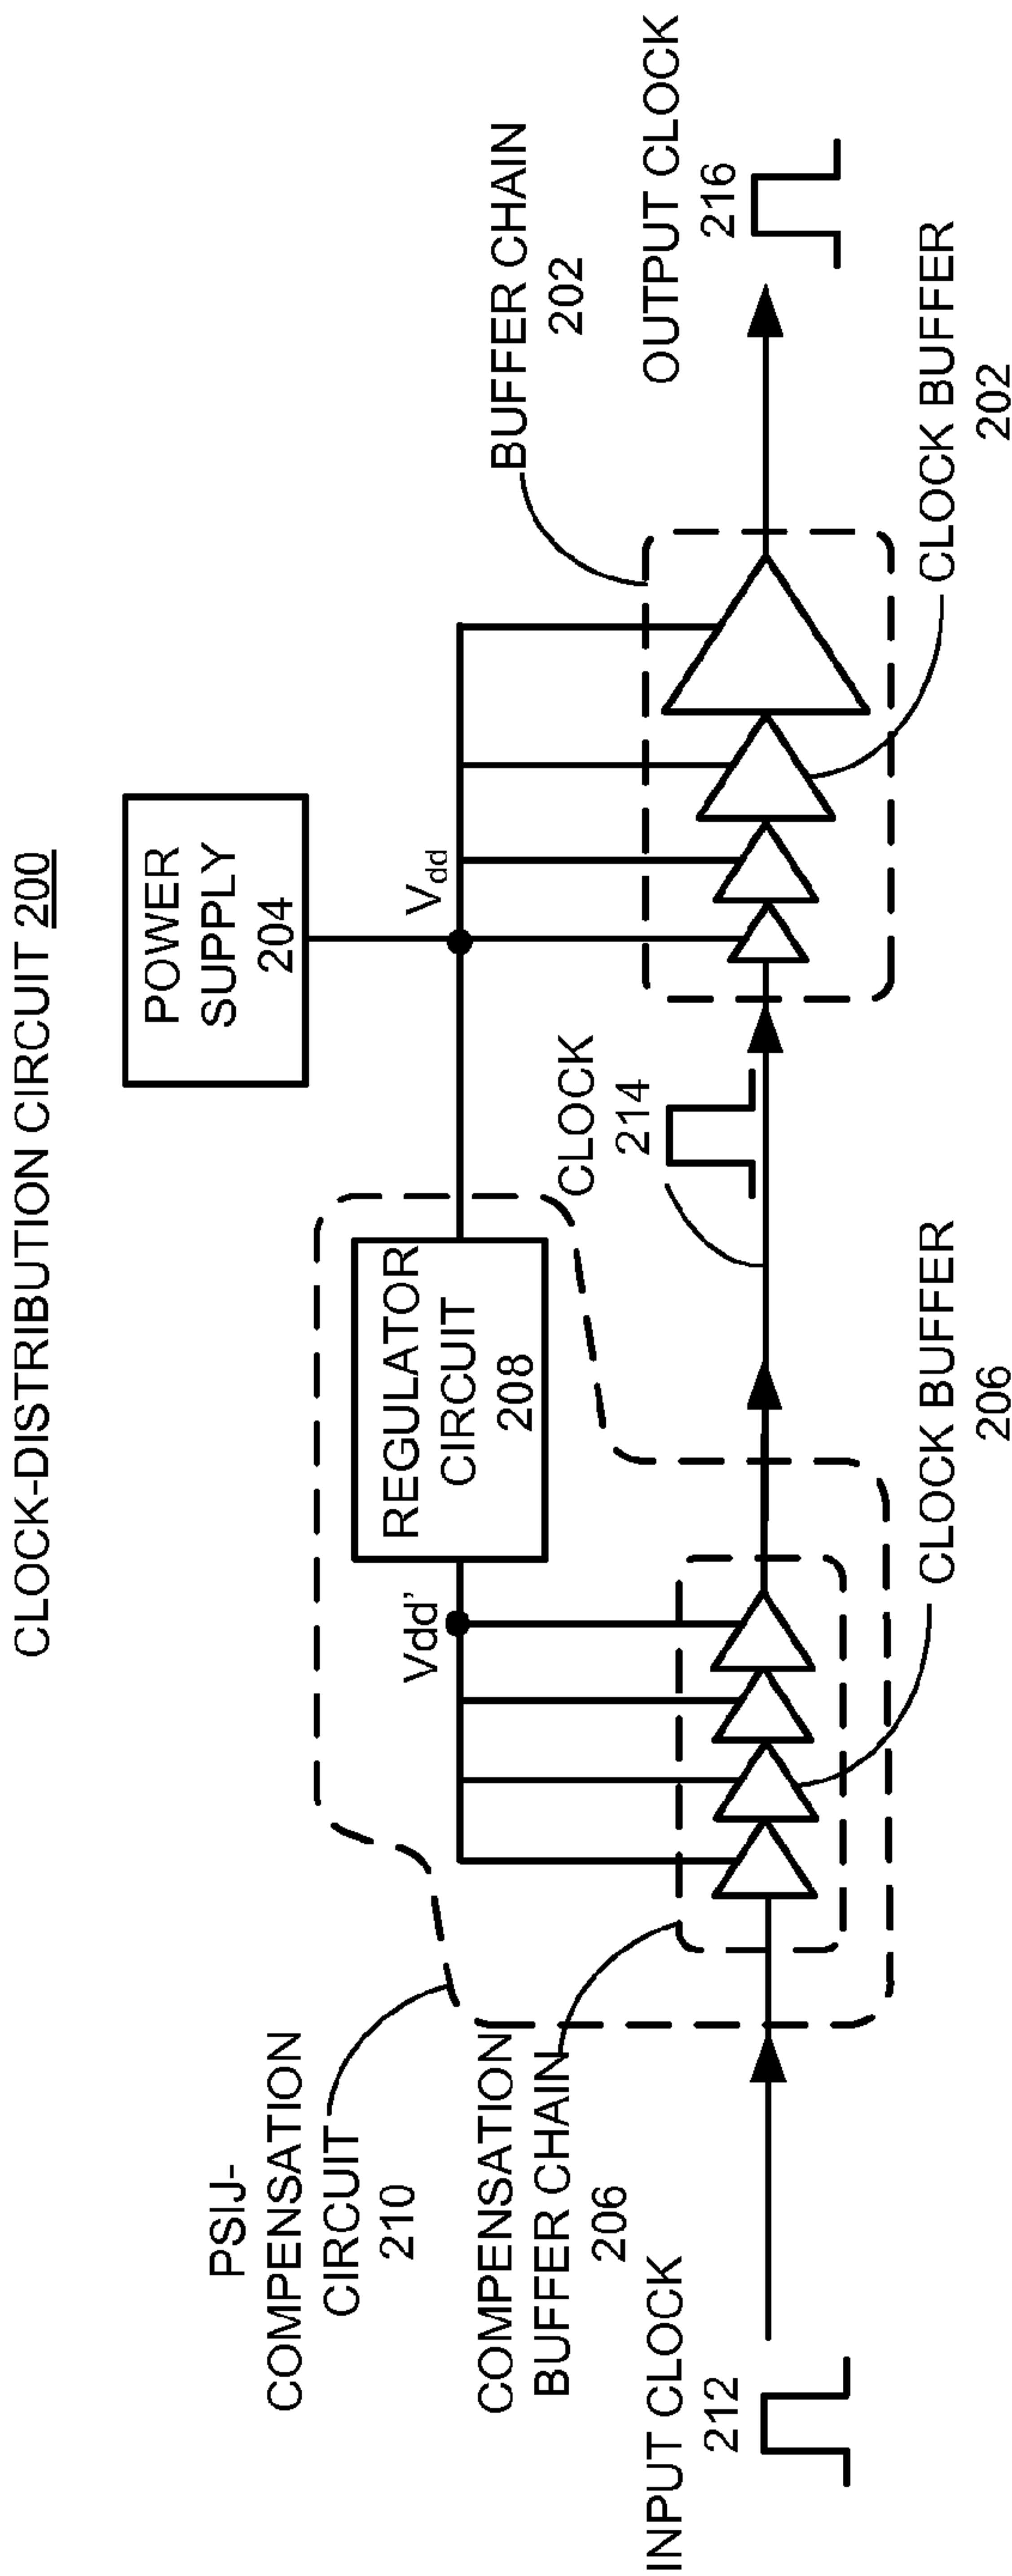 CLOCK-DISTRIBUTION CIRCUIT 200
POWER
SUPPLY
204
PSIJ-
COMPENSATION
CIRCUIT
210
REGULATOR
CIRCUIT
208
Vdd'
Vdd
COMPENSATION
BUFFER CHAIN
206
BUFFER CHAIN
202
INPUT CLOCK
212
CLOCK
214
OUTPUT CLOCK
216
CLOCK BUFFER
206
CLOCK BUFFER
202